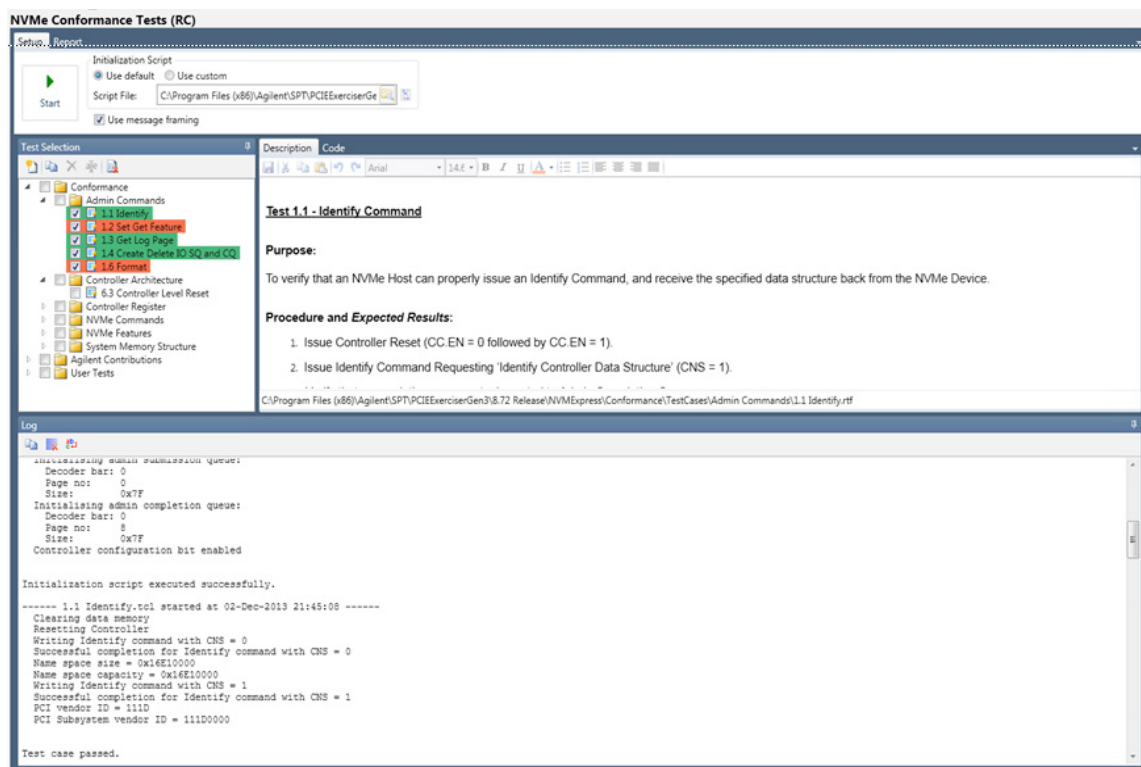 NVMe Conformance Tests (RC)
Setup Report
Initialization Script
Use default Use custom
Start
Script File: C:\Program Files (x86)\Agilent\SPT\PCIEExerciserGe
Use message framing
Test Selection
Conformance
Admin Commands
1.1 Identify
1.2 Set Get Feature
1.3 Get Log Page
1.4 Create Delete IO SQ and CQ
1.6 Format
Controller Architecture
6.3 Controller Level Reset
Controller Register
NVMe Commands
NVMe Features
System Memory Structure
Agilent Contributions
User Tests
Description Code
Arial 14.6 B I U A
Test 1.1 - Identify Command
Purpose:
To verify that an NVMe Host can properly issue an Identify Command, and receive the specified data structure back from the NVMe Device.
Procedure and Expected Results:
1. Issue Controller Reset (CC.EN = 0 followed by CC.EN = 1).
2. Issue Identify Command Requesting 'Identify Controller Data Structure' (CNS = 1).
C:\Program Files (x86)\Agilent\SPT\PCIEExerciserGen3\8.72 Release\NVMExpress\Conformance\TestCases\Admin Commands\1.1 Identify.rtf
Log
Initialising admin submission queue:
Decoder bar: 0
Page no: 0
Size: 0x7F
Initialising admin completion queue:
Decoder bar: 0
Page no: 8
Size: 0x7F
Controller configuration bit enabled
Initialization script executed successfully.
------ 1.1 Identify.tcl started at 02-Dec-2013 21:45:08 ------
Clearing data memory
Resetting Controller
Writing Identify command with CNS = 0
Successful completion for Identify command with CNS = 0
Name space size = 0x16E10000
Name space capacity = 0x16E10000
Writing Identify command with CNS = 1
Successful completion for Identify command with CNS = 1
PCI vendor ID = 111D
PCI Subsystem vendor ID = 111D0000
Test case passed.